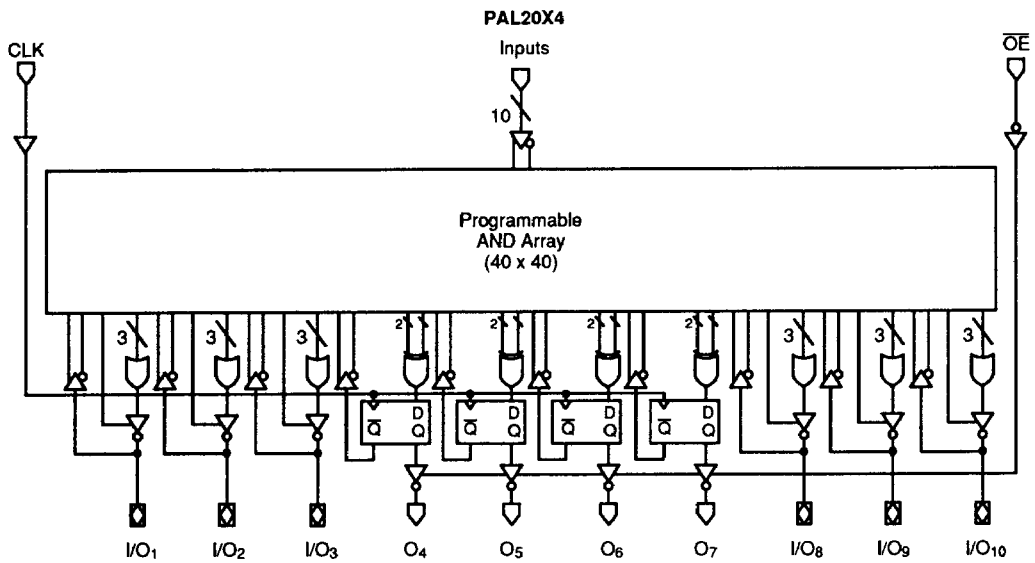 PAL20X4
CLK
Inputs
O̅E̅
10
Programmable
AND Array
(40 x 40)
3 3 3 2 2 2 2 3 3 3
D D D D
Q̅ Q Q̅ Q Q̅ Q Q̅ Q
I/O₁ I/O₂ I/O₃ O₄ O₅ O₆ O₇ I/O₈ I/O₉ I/O₁₀